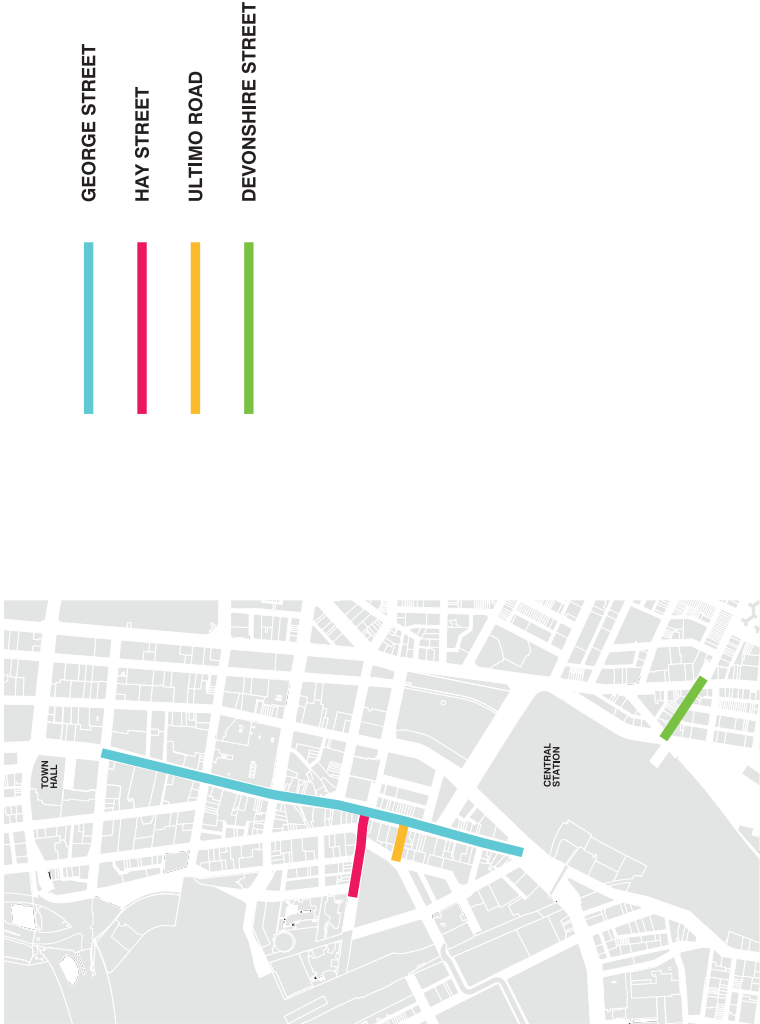 GEORGE STREET
HAY STREET
ULTIMO ROAD
DEVONSHIRE STREET
TOWN
HALL
CENTRAL
STATION